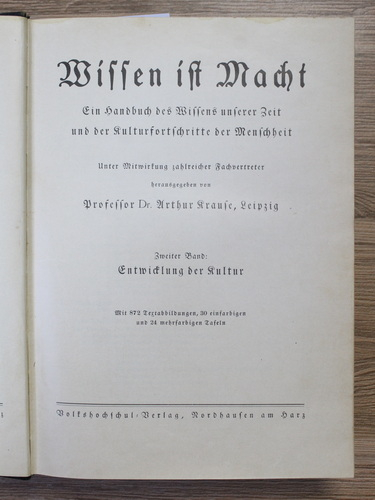 Wissen ist Macht
Ein Handbuch des Wissens unserer Zeit
und der Kulturfortschritte der Menschheit
Unter Mitwirkung zahlreicher Fachvertreter
herausgegeben von
Professor Dr. Arthur Krause, Leipzig
Zweiter Band:
Entwicklung der Kultur
Mit 872 Textabbildungen, 39 einfarbigen
und 24 mehrfarbigen Tafeln
Volkshochschul-Verlag, Nordhausen am Harz